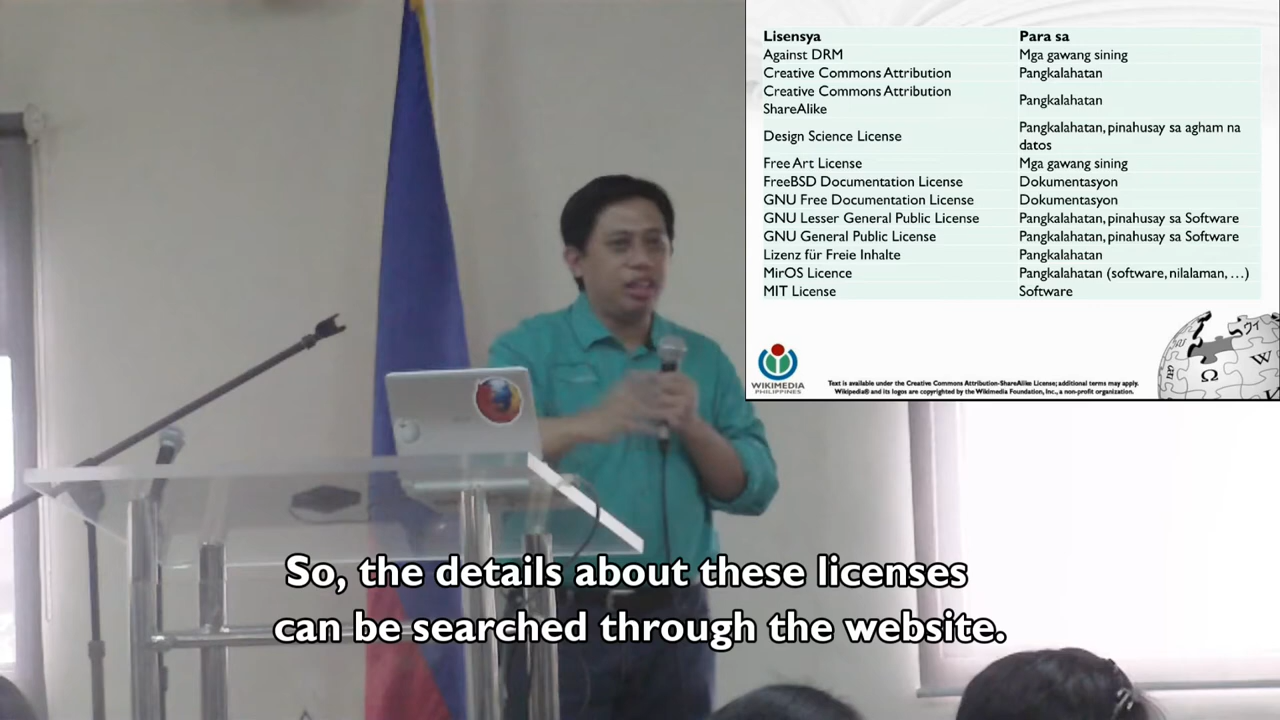 Lisensya Para sa
Against DRM Mga gawang sining
Creative Commons Attribution Pangkalahatan
Creative Commons Attribution
ShareAlike Pangkalahatan
Design Science License Pangkalahatan, pinahusay sa agham na
datos
Free Art License Mga gawang sining
FreeBSD Documentation License Dokumentasyon
GNU Free Documentation License Dokumentasyon
GNU Lesser General Public License Pangkalahatan, pinahusay sa Software
GNU General Public License Pangkalahatan, pinahusay sa Software
Lizenz für Freie Inhalte Pangkalahatan
MirOS Licence Pangkalahatan (software, nilalaman, …)
MIT License Software
WIKIMEDIA
PHILIPPINES
Text is available under the Creative Commons Attribution-ShareAlike License; additional terms may apply.
Wikipedia® and its logos are copyrighted by the Wikimedia Foundation, Inc., a non-profit organization.
W
Ω
So, the details about these licenses
can be searched through the website.